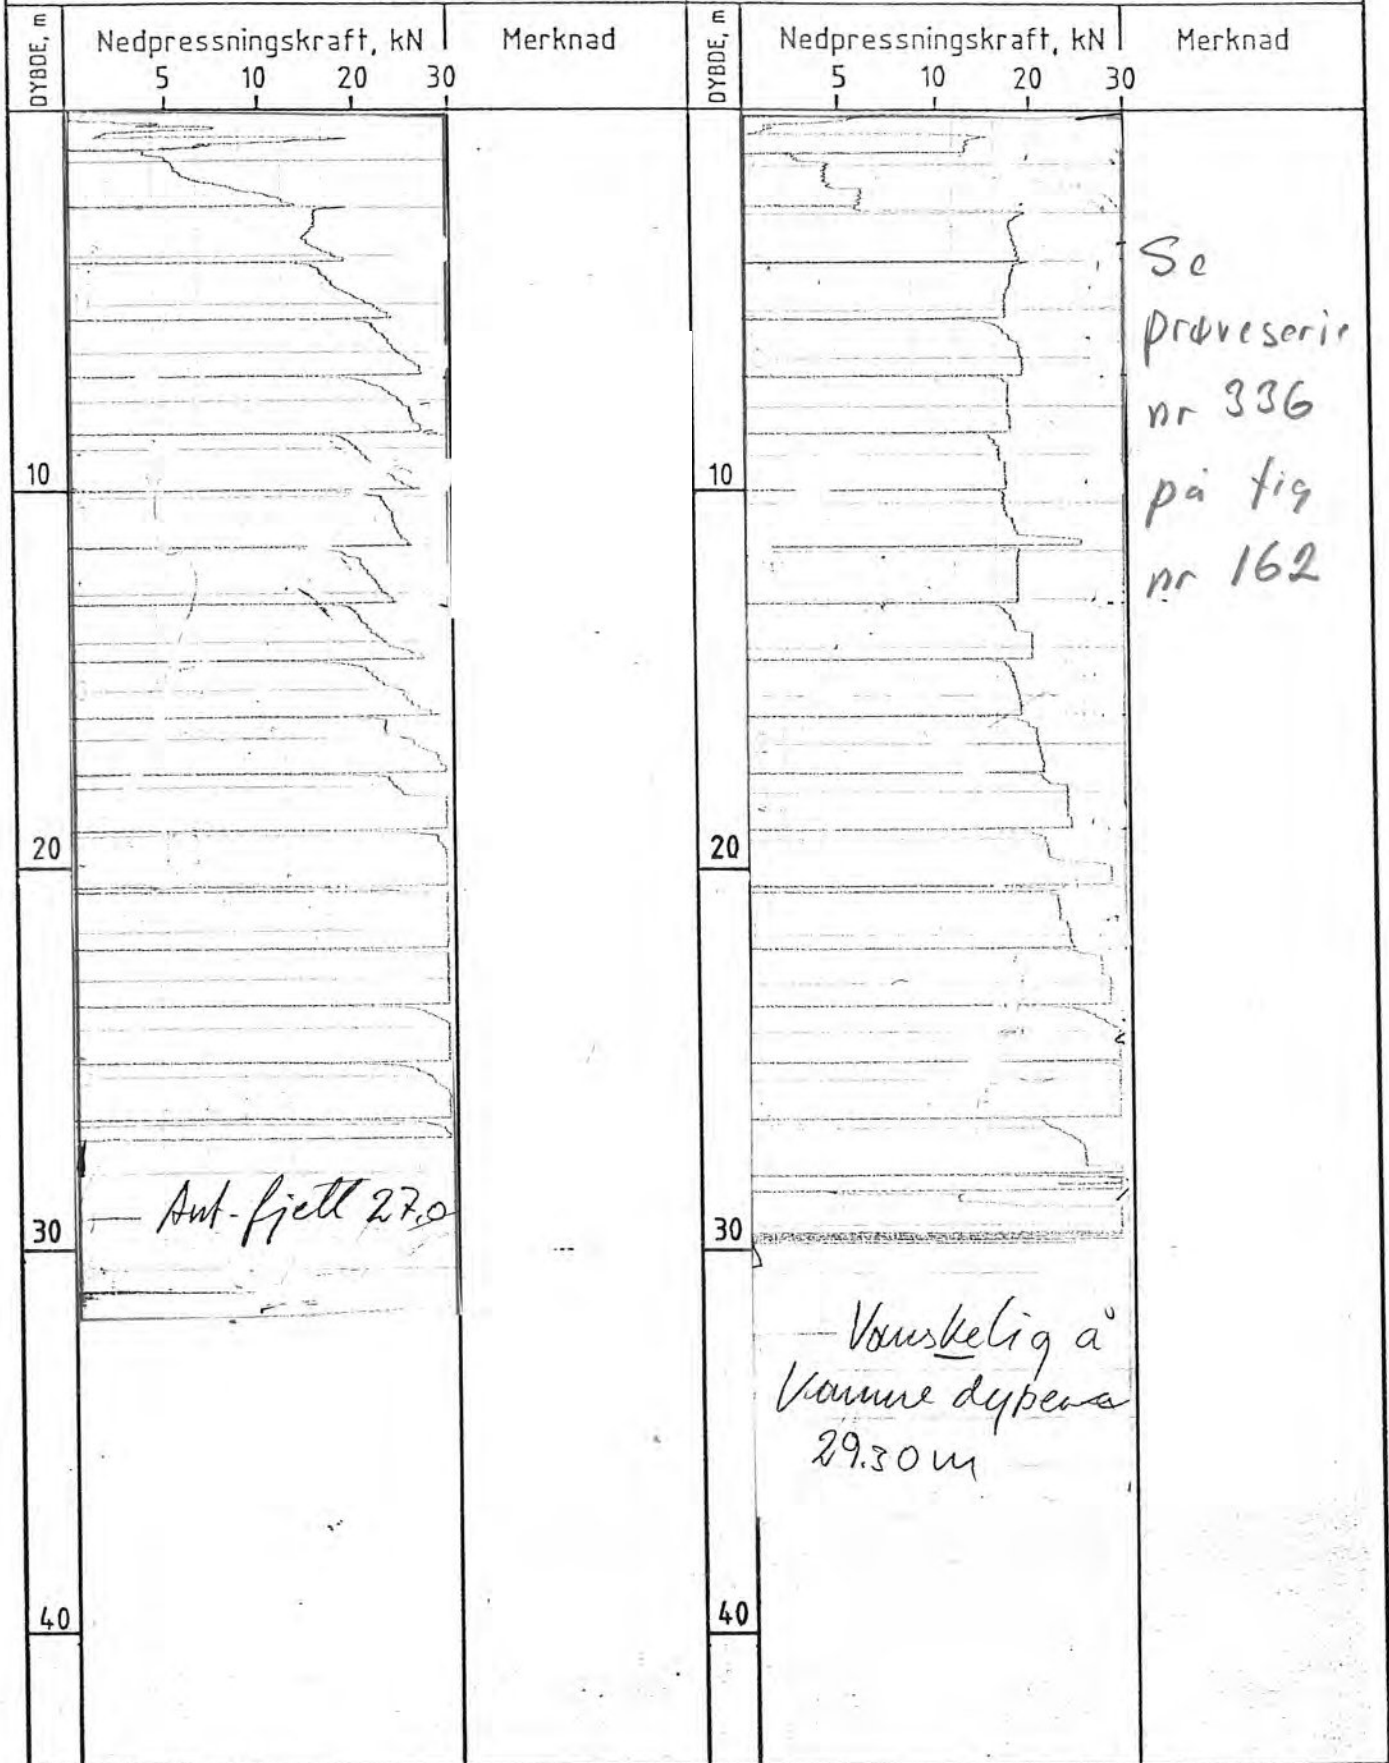 DYBDE, m
Nedpressningskraft, kN
Merknad
5 10 20 30
10
20
Ant. fjell 27,0
30
40
DYBDE, m
Nedpressningskraft, kN
Merknad
5 10 20 30
Se
prøveserie
nr 336
på fig
nr 162
10
20
30
Vanskelig å
komme dypere
29.30 m
40